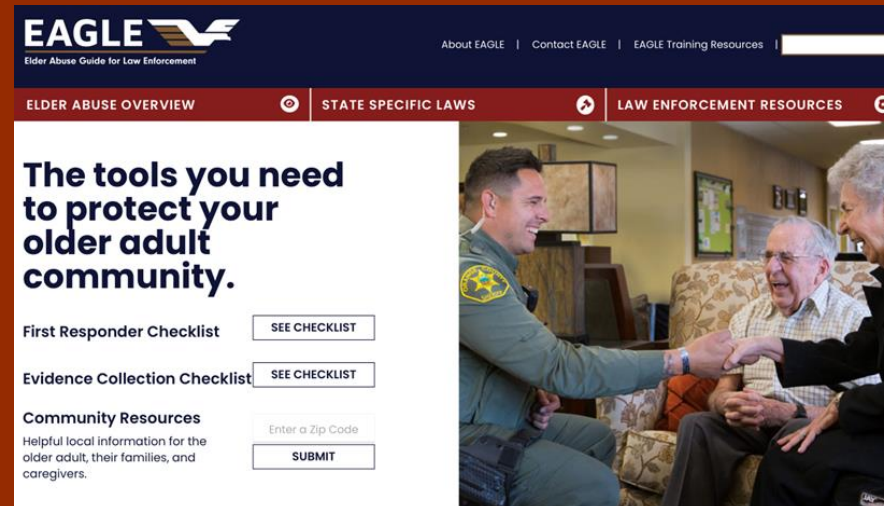 EAGLE
Elder Abuse Guide for Law Enforcement
About EAGLE | Contact EAGLE | EAGLE Training Resources |
ELDER ABUSE OVERVIEW
STATE SPECIFIC LAWS
LAW ENFORCEMENT RESOURCES
The tools you need
to protect your
older adult
community.
First Responder Checklist
SEE CHECKLIST
Evidence Collection Checklist
SEE CHECKLIST
Community Resources
Helpful local information for the
older adult, their families, and
caregivers.
Enter a Zip Code
SUBMIT